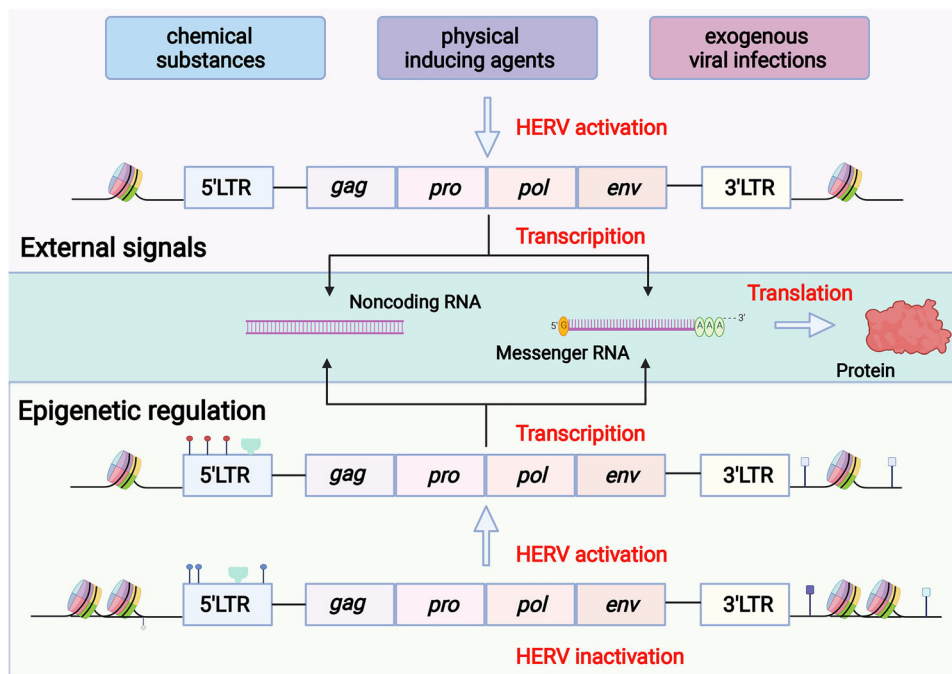 chemical
substances
physical
inducing agents
exogenous
viral infections
HERV activation
5'LTR gag pro pol env 3'LTR
Transcripition
External signals
Noncoding RNA
Translation
5' G A A A 3'
Messenger RNA
Protein
Epigenetic regulation
Transcripition
5'LTR gag pro pol env 3'LTR
HERV activation
5'LTR gag pro pol env 3'LTR
HERV inactivation